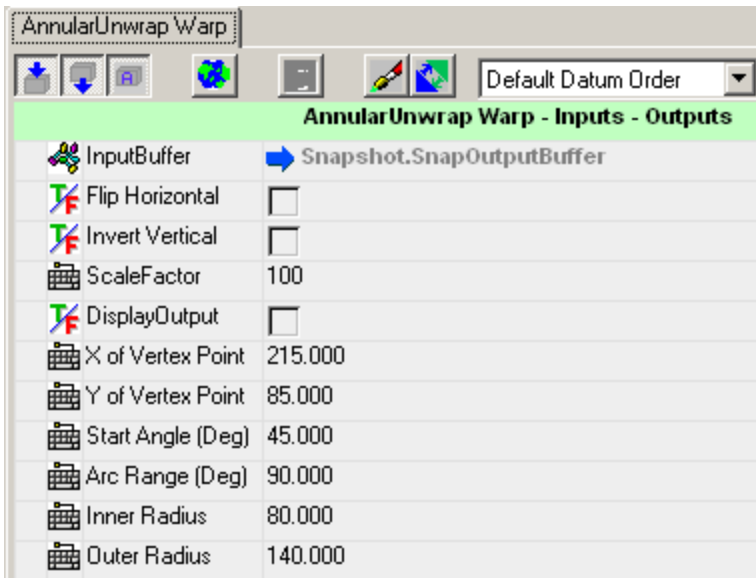 AnnularUnwrap Warp
A Default Datum Order
AnnularUnwrap Warp - Inputs - Outputs
InputBuffer Snapshot.SnapOutputBuffer
T/F Flip Horizontal
T/F Invert Vertical
ScaleFactor 100
T/F DisplayOutput
X of Vertex Point 215.000
Y of Vertex Point 85.000
Start Angle (Deg) 45.000
Arc Range (Deg) 90.000
Inner Radius 80.000
Outer Radius 140.000